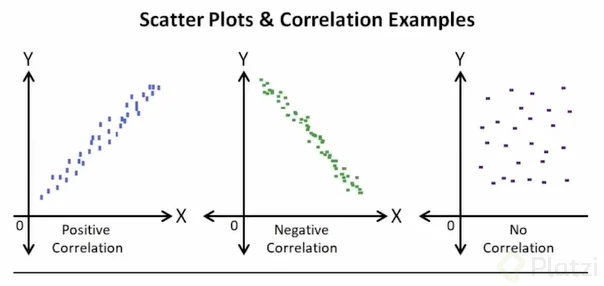 Scatter Plots & Correlation Examples
Y
Y
Y
X
X
0
0
0
Positive
Correlation
Negative
Correlation
No
Correlation
Platzi